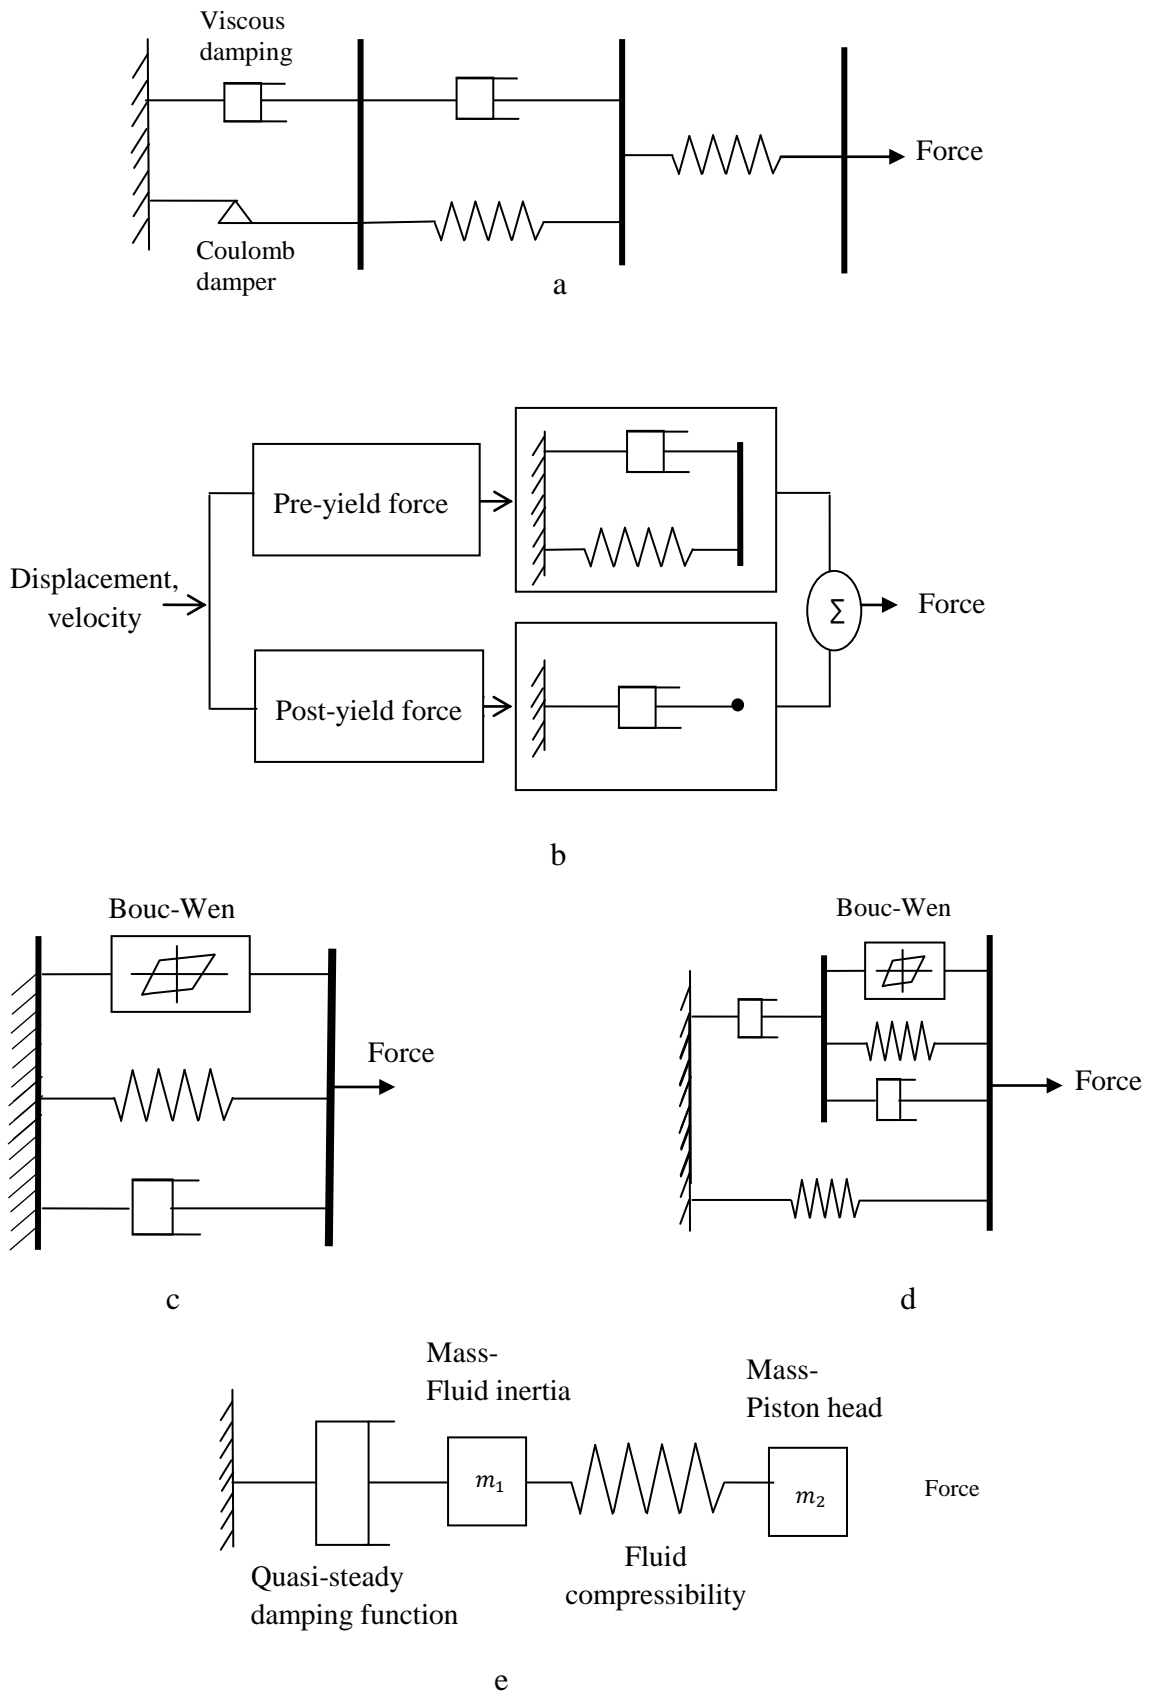 Viscous
damping
Force
Coulomb
damper
a
Pre-yield force
Displacement,
velocity
Σ
Force
Post-yield force
b
Bouc-Wen
Force
c
Bouc-Wen
Force
d
Mass-
Fluid inertia
Mass-
Piston head
m₁
m₂
Force
Fluid
compressibility
Quasi-steady
damping function
e